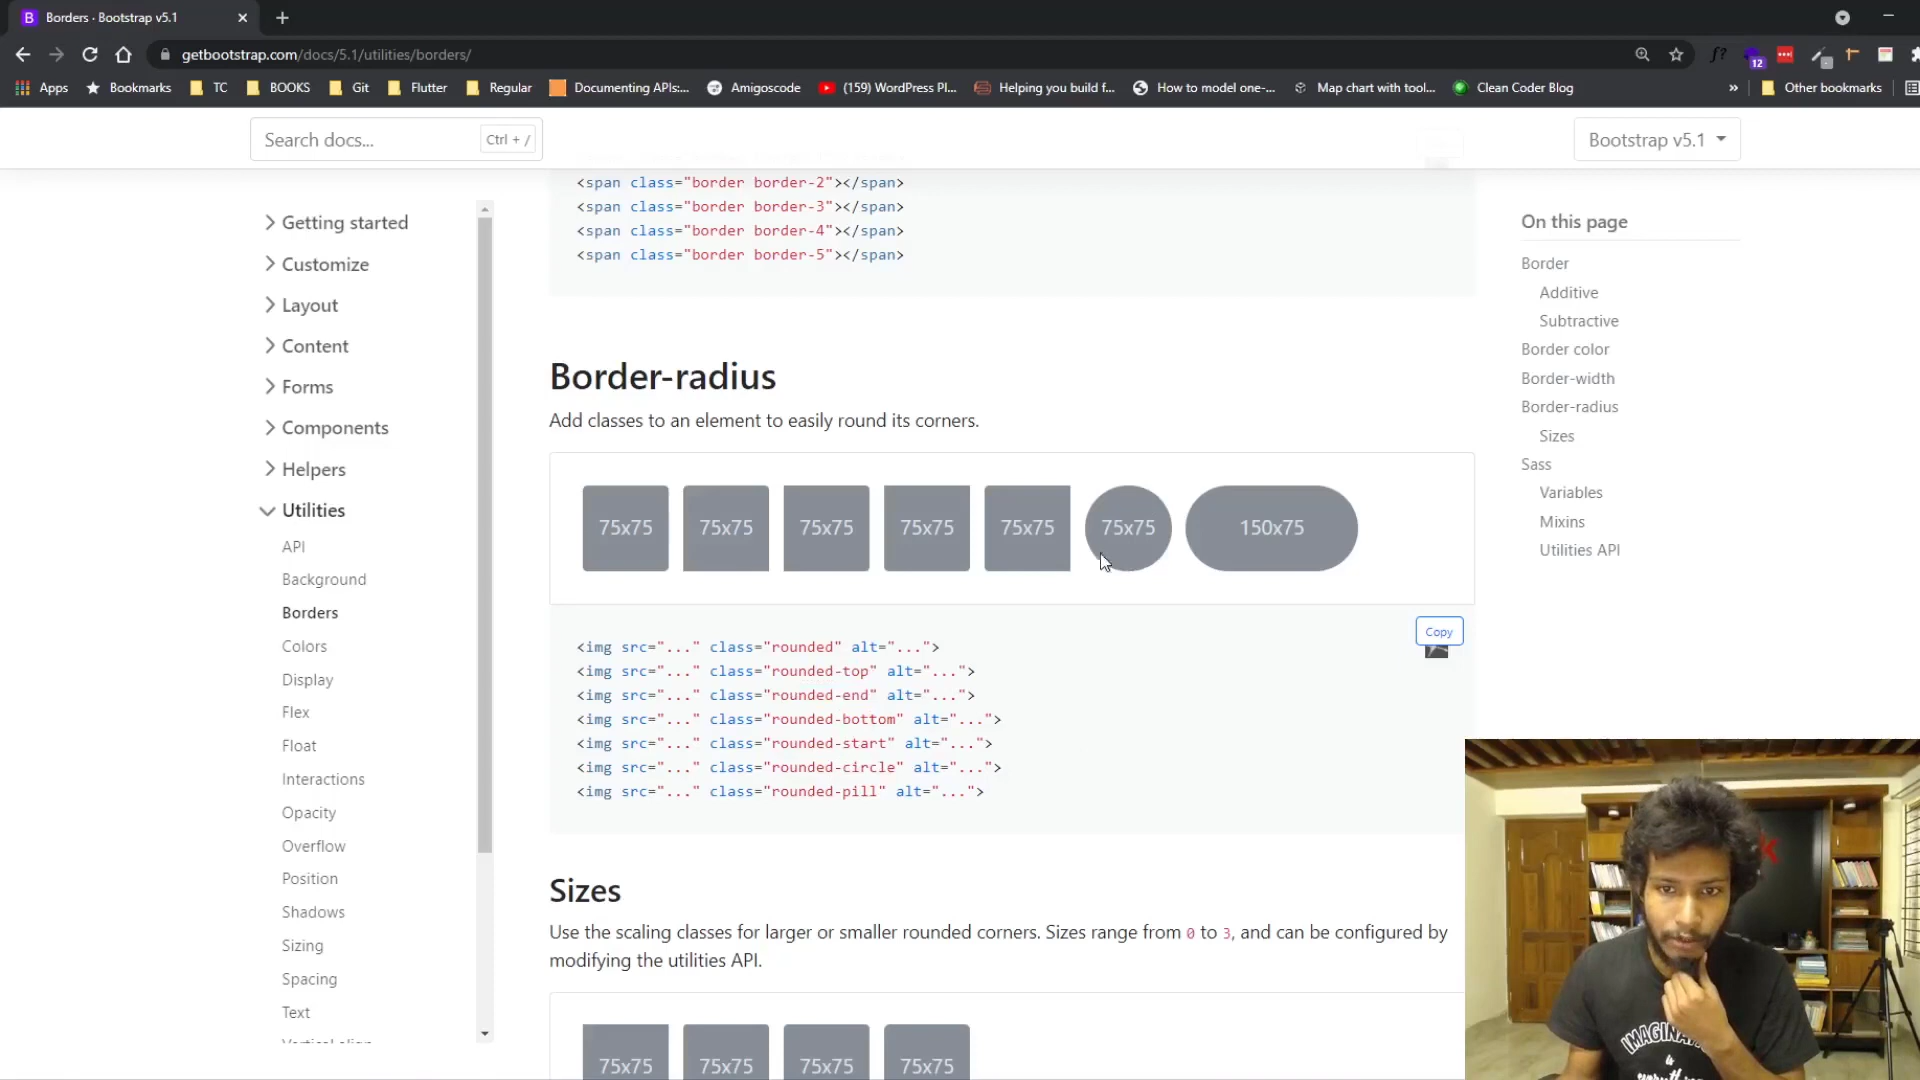 Borders · Bootstrap v5.1
getbootstrap.com/docs/5.1/utilities/borders/
12
Apps
Bookmarks
TC
BOOKS
Git
Flutter
Regular
Documenting APIs:...
Amigoscode
(159) WordPress Pl...
Helping you build f...
How to model one-...
Map chart with tool...
Clean Coder Blog
»
Other bookmarks
Search docs...
Ctrl + /
Bootstrap v5.1
Getting started
Customize
Layout
Content
Forms
Components
Helpers
Utilities
API
Background
Borders
Colors
Display
Flex
Float
Interactions
Opacity
Overflow
Position
Shadows
Sizing
Spacing
Text
Vertical align
<span class="border border-2"></span>
<span class="border border-3"></span>
<span class="border border-4"></span>
<span class="border border-5"></span>
Border-radius
Add classes to an element to easily round its corners.
75x75 75x75 75x75 75x75 75x75 75x75 150x75
Copy
<img src="..." class="rounded" alt="...">
<img src="..." class="rounded-top" alt="...">
<img src="..." class="rounded-end" alt="...">
<img src="..." class="rounded-bottom" alt="...">
<img src="..." class="rounded-start" alt="...">
<img src="..." class="rounded-circle" alt="...">
<img src="..." class="rounded-pill" alt="...">
Sizes
Use the scaling classes for larger or smaller rounded corners. Sizes range from 0 to 3, and can be configured by
modifying the utilities API.
75x75 75x75 75x75 75x75
On this page
Border
Additive
Subtractive
Border color
Border-width
Border-radius
Sizes
Sass
Variables
Mixins
Utilities API